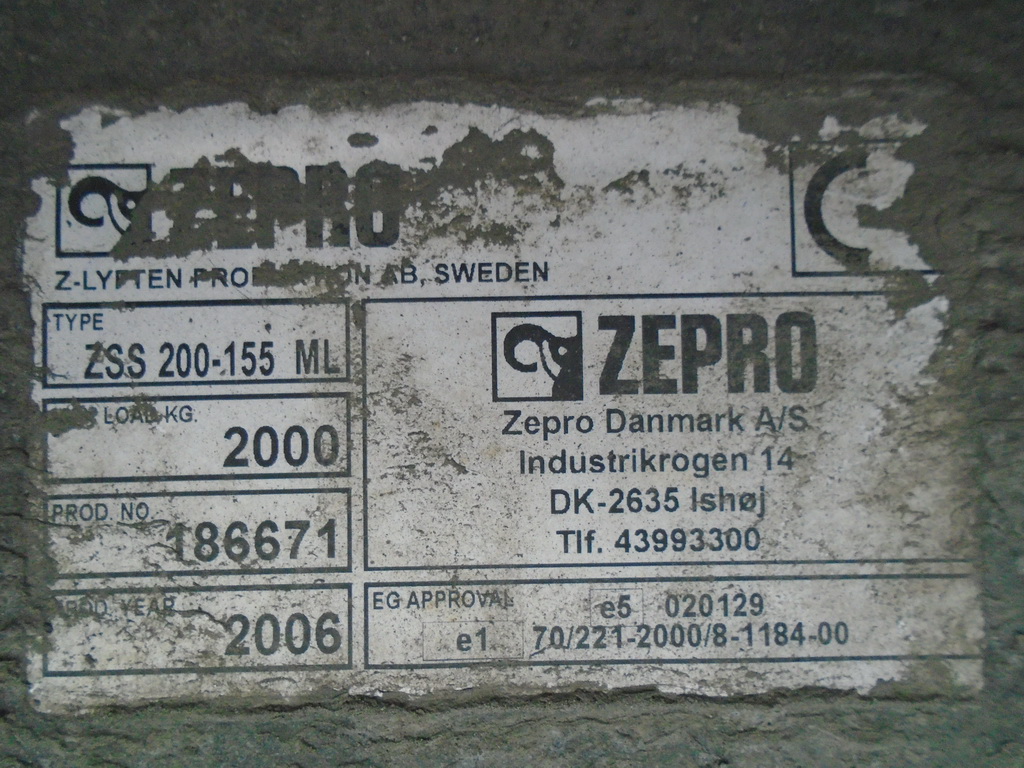 ZEPRO
Z-LYFTEN PRODUCTION AB, SWEDEN
TYPE
ZSS 200-155 ML
LOAD KG.
2000
PROD. NO.
186671
PROD. YEAR
2006
ZEPRO
Zepro Danmark A/S
Industrikrogen 14
DK-2635 Ishøj
Tlf. 43993300
EG APPROVAL
e5 020129
e1 70/221-2000/8-1184-00